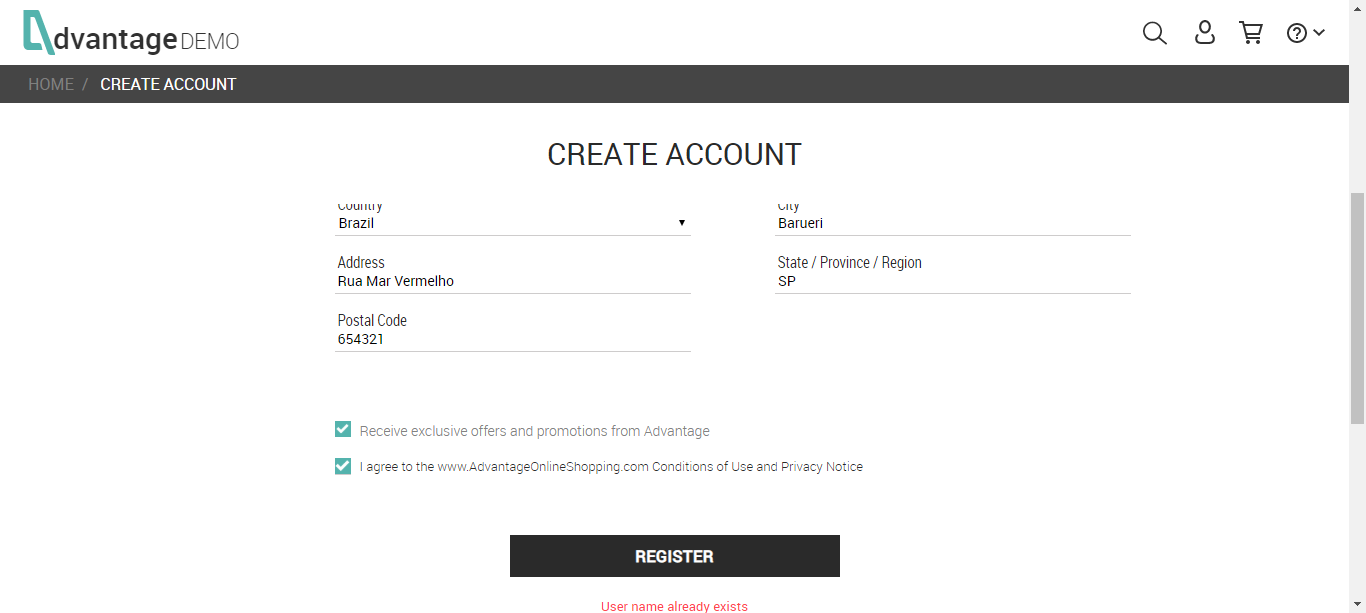 Advantage DEMO
HOME / CREATE ACCOUNT
CREATE ACCOUNT
Country City
Brazil Barueri
Address State / Province / Region
Rua Mar Vermelho SP
Postal Code
654321
Receive exclusive offers and promotions from Advantage
I agree to the www.AdvantageOnlineShopping.com Conditions of Use and Privacy Notice
REGISTER
User name already exists